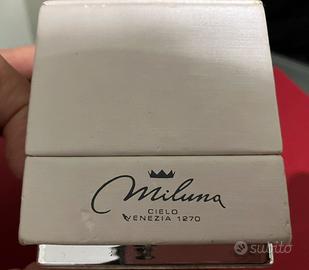 Miluna
CIELO
VENEZIA 1270
subito